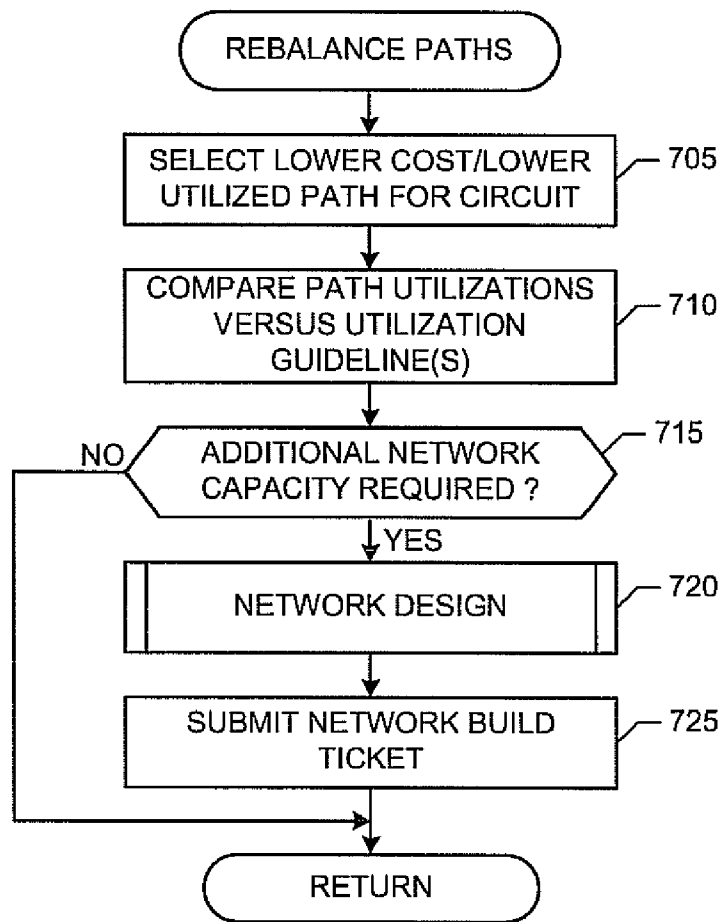 REBALANCE PATHS
SELECT LOWER COST/LOWER
UTILIZED PATH FOR CIRCUIT
705
COMPARE PATH UTILIZATIONS
VERSUS UTILIZATION
GUIDELINE(S)
710
ADDITIONAL NETWORK
CAPACITY REQUIRED ?
715
NO
YES
NETWORK DESIGN
720
SUBMIT NETWORK BUILD
TICKET
725
RETURN